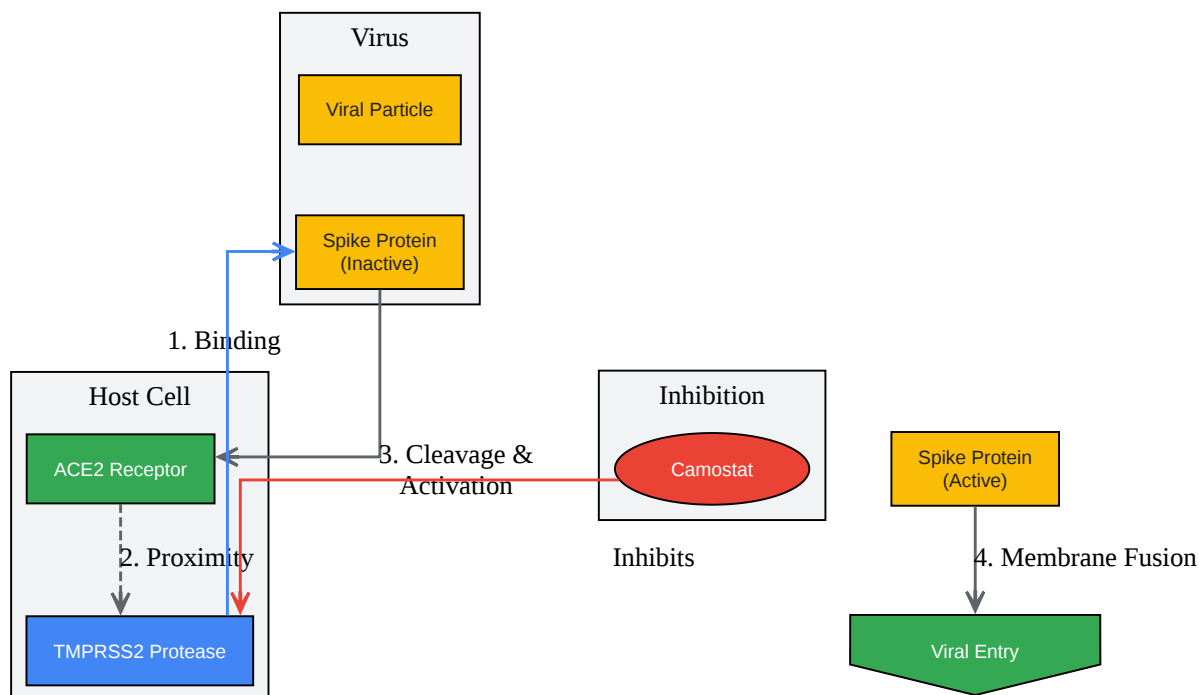 Virus
Viral Particle
Spike Protein
(Inactive)
1. Binding
Host Cell
ACE2 Receptor
2. Proximity
TMPRSS2 Protease
3. Cleavage &
Activation
Inhibition
Camostat
Inhibits
Spike Protein
(Active)
4. Membrane Fusion
Viral Entry